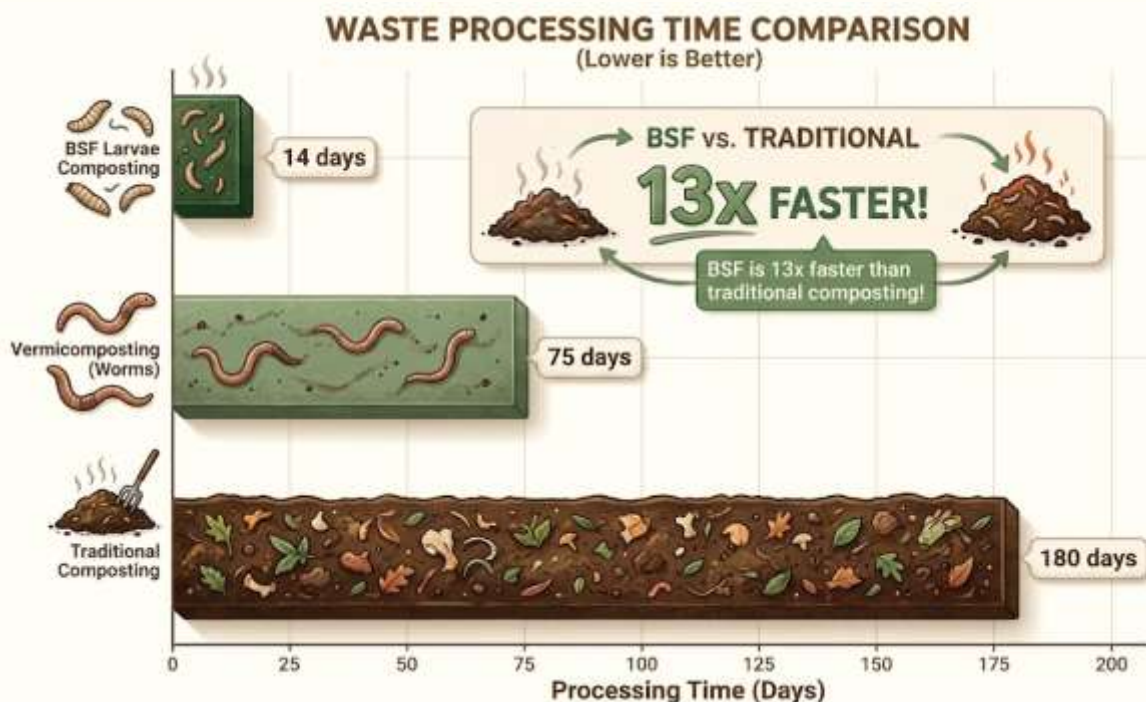 WASTE PROCESSING TIME COMPARISON
(Lower is Better)
BSF Larvae
Composting
14 days
BSF vs. TRADITIONAL
13x FASTER!
BSF is 13x faster than
traditional composting!
Vermicomposting
(Worms)
75 days
Traditional
Composting
180 days
0 25 50 75 100 125 150 175 200
Processing Time (Days)